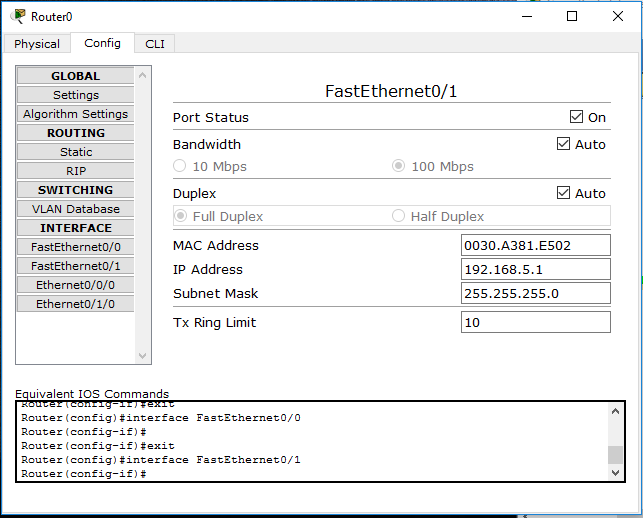 Router0
Physical Config CLI
GLOBAL
Settings
Algorithm Settings
ROUTING
Static
RIP
SWITCHING
VLAN Database
INTERFACE
FastEthernet0/0
FastEthernet0/1
Ethernet0/0/0
Ethernet0/1/0
FastEthernet0/1
Port Status On
Bandwidth Auto
10 Mbps 100 Mbps
Duplex Auto
Full Duplex Half Duplex
MAC Address 0030.A381.E502
IP Address 192.168.5.1
Subnet Mask 255.255.255.0
Tx Ring Limit 10
Equivalent IOS Commands
Router(config-if)#exit
Router(config)#interface FastEthernet0/0
Router(config-if)#
Router(config-if)#exit
Router(config)#interface FastEthernet0/1
Router(config-if)#